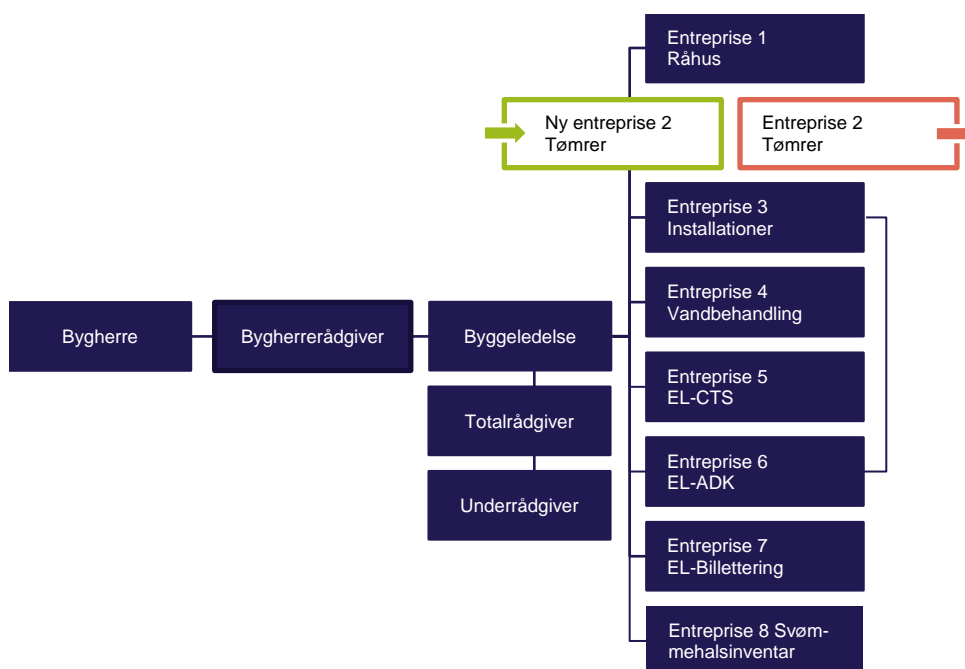 Entreprise 1
Råhus
Ny entreprise 2
Tømrer
Entreprise 2
Tømrer
Entreprise 3
Installationer
Entreprise 4
Vandbehandling
Bygherre
Bygherrerådgiver
Byggeledelse
Entreprise 5
EL-CTS
Totalrådgiver
Entreprise 6
EL-ADK
Underrådgiver
Entreprise 7
EL-Billettering
Entreprise 8 Svøm-
mehalsinventar